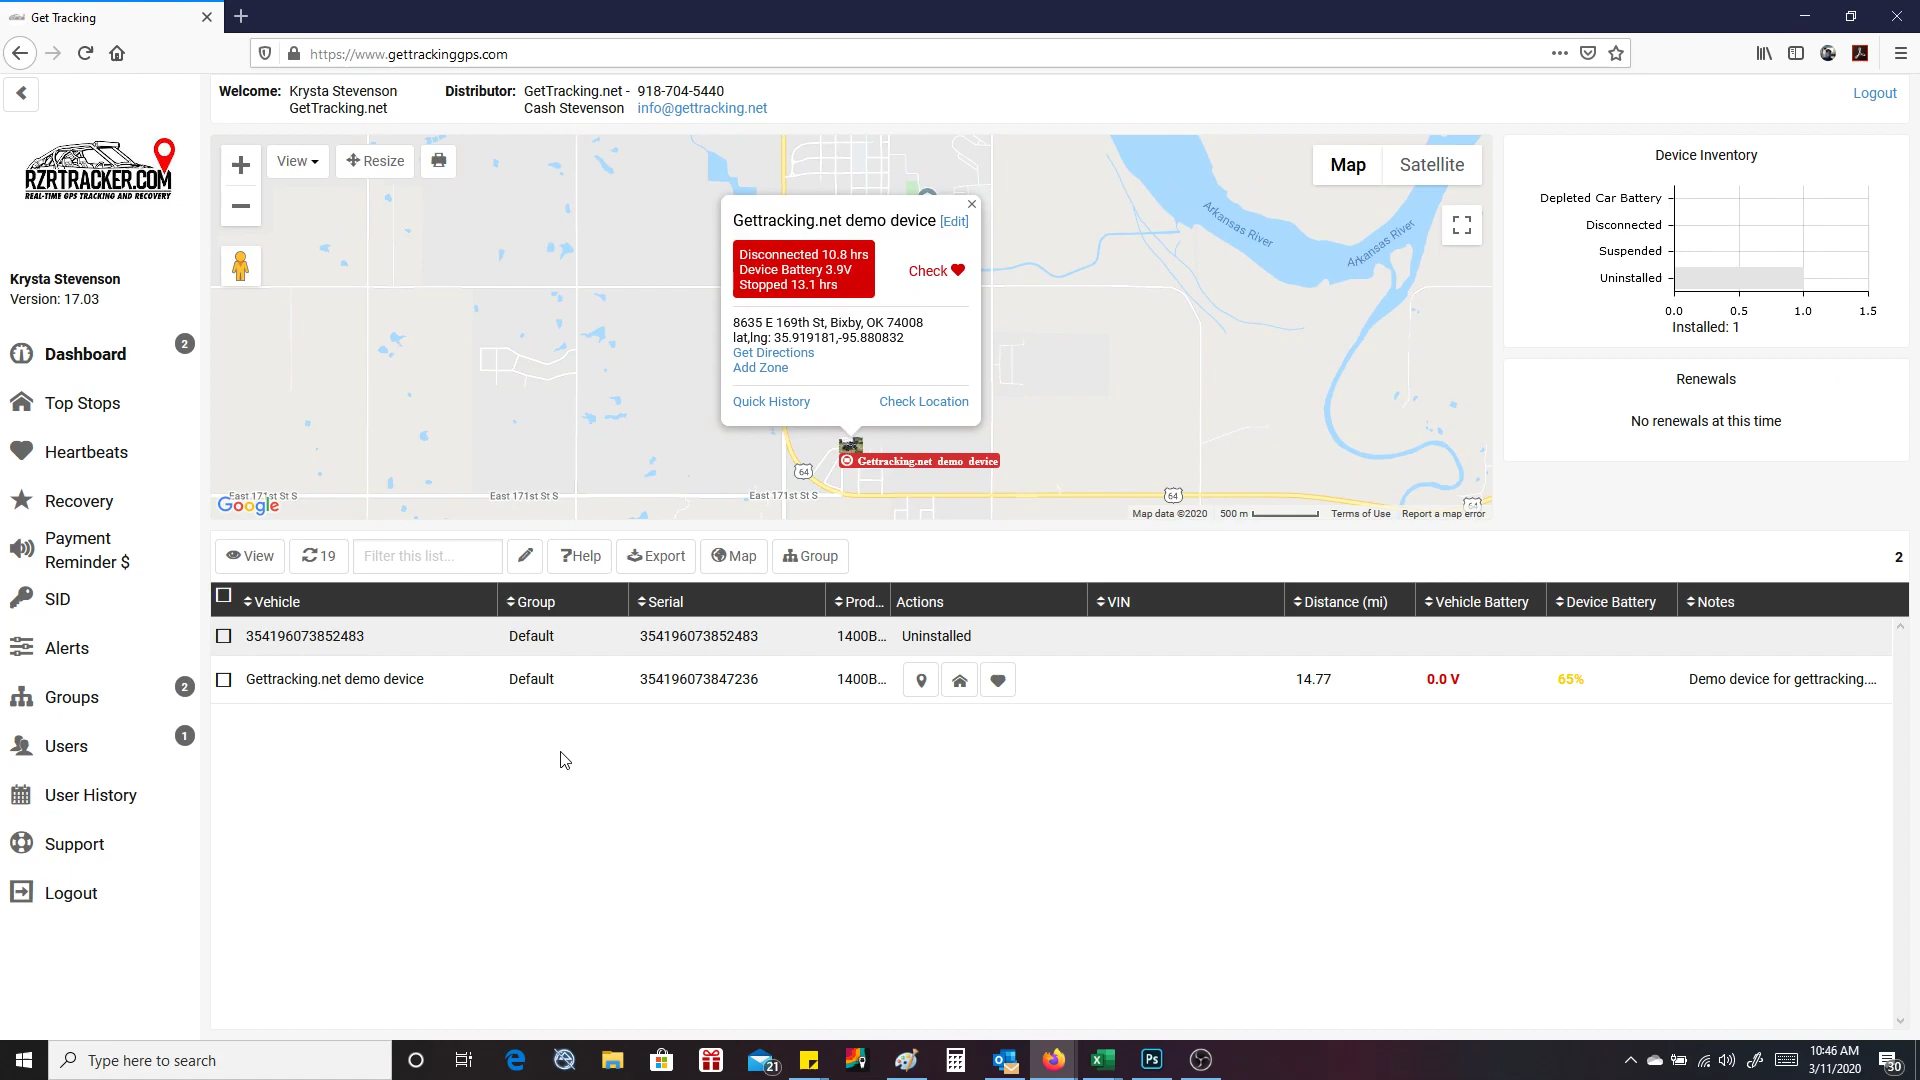 Get Tracking
https://www.gettrackinggps.com
Welcome: Krysta Stevenson
GetTracking.net
Distributor: GetTracking.net - 918-704-5440
Cash Stevenson info@gettracking.net
Logout
RZRTRACKER.COM
REAL-TIME GPS TRACKING AND RECOVERY
Krysta Stevenson
Version: 17.03
Dashboard 2
Top Stops
Heartbeats
Recovery
Payment
Reminder $
SID
Alerts
Groups 2
Users 1
User History
Support
Logout
View
Resize
Map
Satellite
Arkansas River
Arkansas River
Gettracking.net demo device [Edit]
Disconnected 10.8 hrs
Device Battery 3.9V
Stopped 13.1 hrs
Check
8635 E 169th St, Bixby, OK 74008
lat,lng: 35.919181,-95.880832
Get Directions
Add Zone
Quick History
Check Location
Gettracking.net demo device
64
64
64
East 171st St S
East 171st St S
East 171st St S
Google
Map data ©2020
500 m
Terms of Use
Report a map error
Device Inventory
Depleted Car Battery
Disconnected
Suspended
Uninstalled
0.0 0.5 1.0 1.5
Installed: 1
Renewals
No renewals at this time
View
19
Filter this list...
?Help
Export
Map
Group
2
Vehicle Group Serial Prod... Actions VIN Distance (mi) Vehicle Battery Device Battery Notes
354196073852483 Default 354196073852483 1400B... Uninstalled
Gettracking.net demo device Default 354196073847236 1400B... 14.77 0.0 V 65% Demo device for gettracking....
Type here to search
21
Ps
10:46 AM
3/11/2020
30